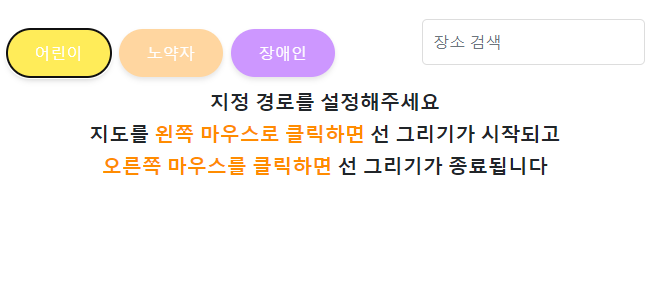 어린이 노약자 장애인 장소 검색
지정 경로를 설정해주세요
지도를 왼쪽 마우스로 클릭하면 선 그리기가 시작되고
오른쪽 마우스를 클릭하면 선 그리기가 종료됩니다